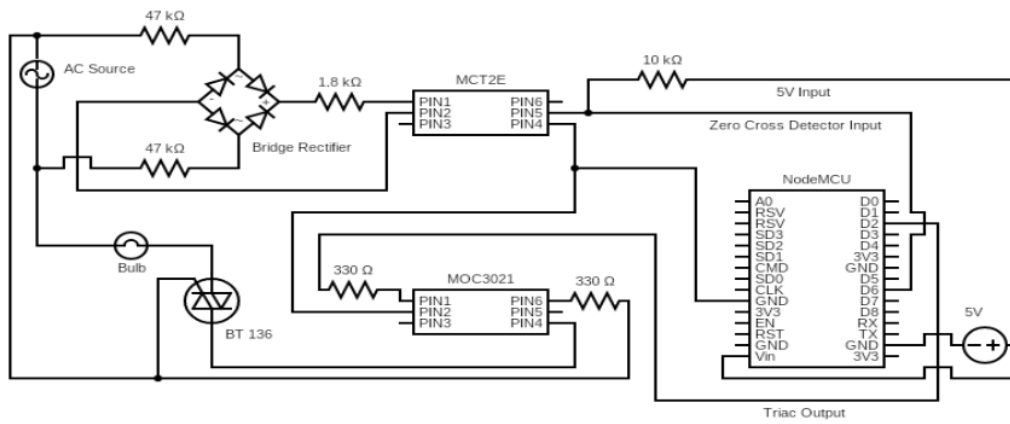 47 kΩ
AC Source
47 kΩ
Bridge Rectifier
1.8 kΩ
MCT2E
PIN1 PIN6
PIN2 PIN5
PIN3 PIN4
10 kΩ
5V Input
Zero Cross Detector Input
Bulb
BT 136
330 Ω
MOC3021
330 Ω
PIN1 PIN6
PIN2 PIN5
PIN3 PIN4
NodeMCU
A0 D0
RSV D1
RSV D2
SD3 D3
SD2 D4
SD1 3V3
CMD GND
SD0 D5
CLK D6
GND D7
3V3 D8
EN RX
RST TX
GND GND
Vin 3V3
5V
Triac Output